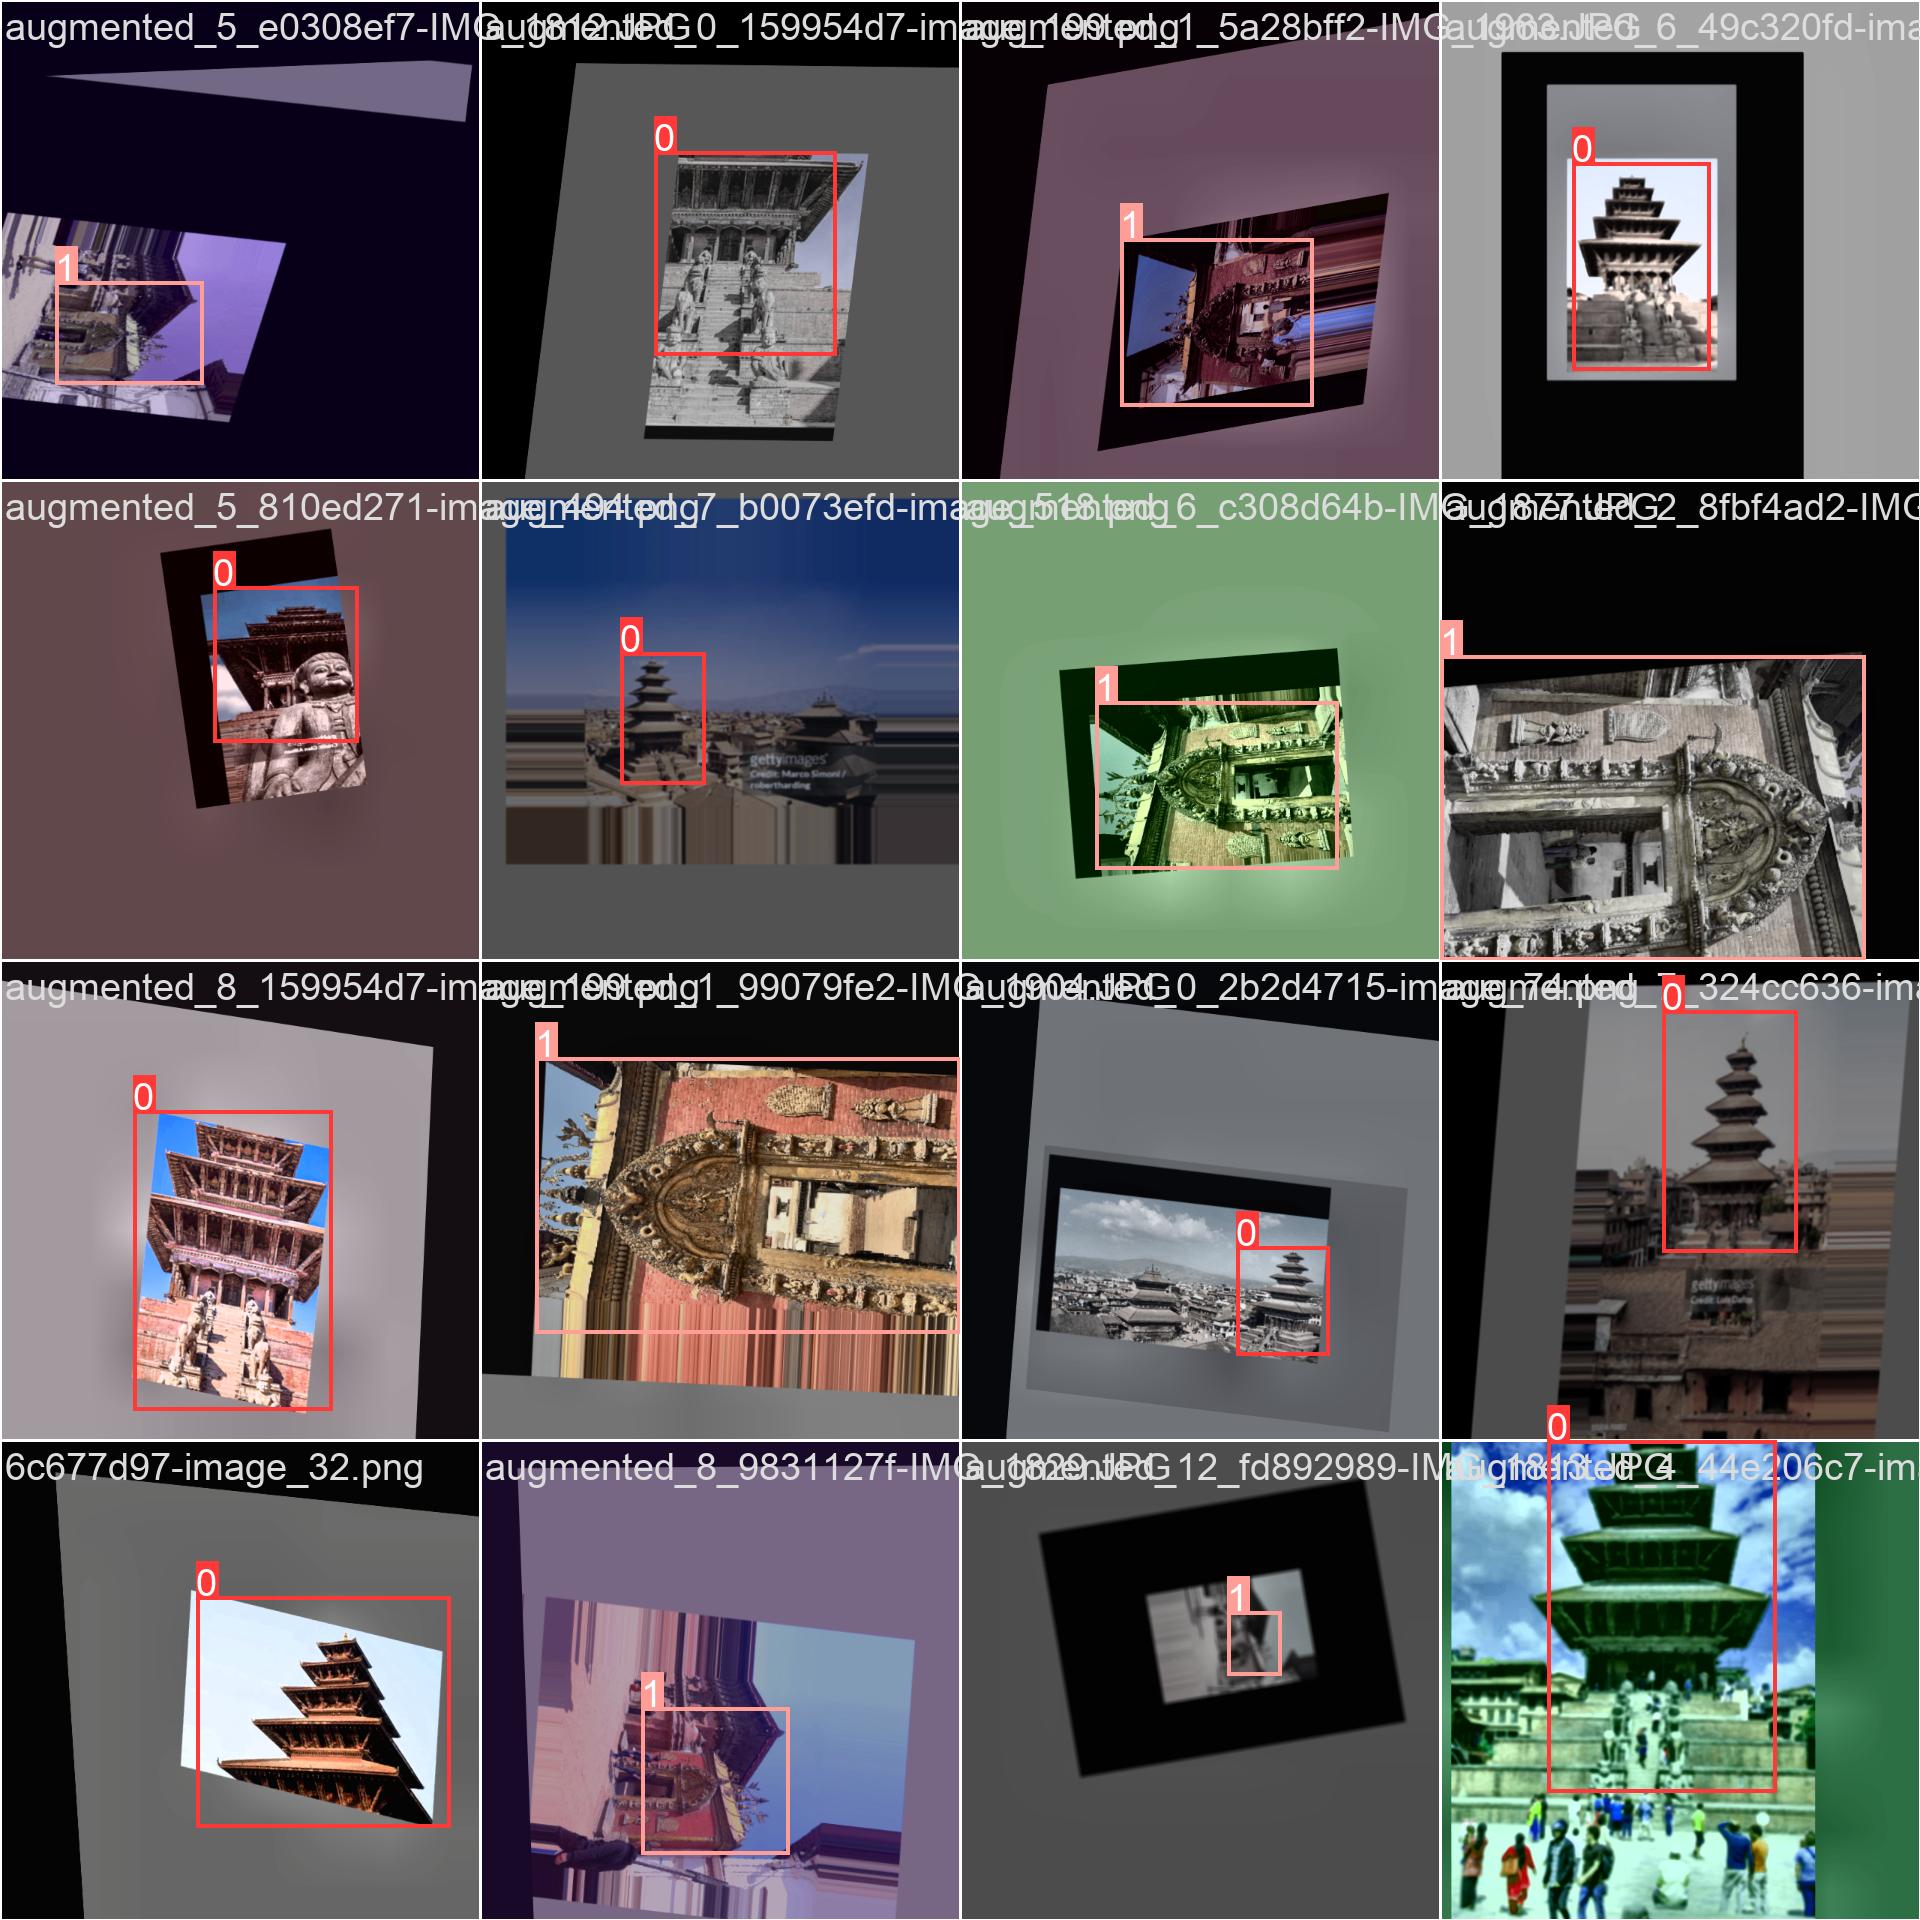 augmented_5_e0308ef7-IMG_1812.JPG
augmented_0_159954d7-image_199.png
augmented_1_5a28bff2-IMG_1963.JPG
augmented_6_49c320fd-ima
1
0
1
0
augmented_5_810ed271-image_494.png
augmented_7_b0073efd-image_518.png
augmented_6_c308d64b-IMG_1877.JPG
augmented_2_8fbf4ad2-IMG
0
0
1
1
gettyimages
Credit: Marco Simoni /
robertharding
augmented_8_159954d7-image_199.png
augmented_1_99079fe2-IMG_1904.JPG
augmented_0_2b2d4715-image_74.png
augmented_7_324cc636-ima
0
1
0
0
gettyimages
0
6c677d97-image_32.png
augmented_8_9831127f-IMG_1829.JPG
augmented_12_fd892989-IMG_1813.JPG
augmented_4_44e206c7-im
0
1
1